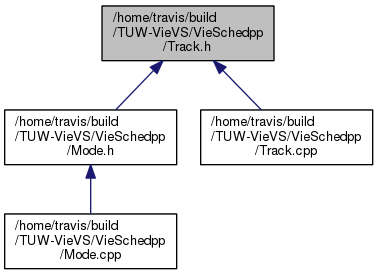 /home/travis/build
/TUW-VieVS/VieSchedpp
/Track.h
/home/travis/build
/TUW-VieVS/VieSchedpp
/Mode.h
/home/travis/build
/TUW-VieVS/VieSchedpp
/Track.cpp
/home/travis/build
/TUW-VieVS/VieSchedpp
/Mode.cpp